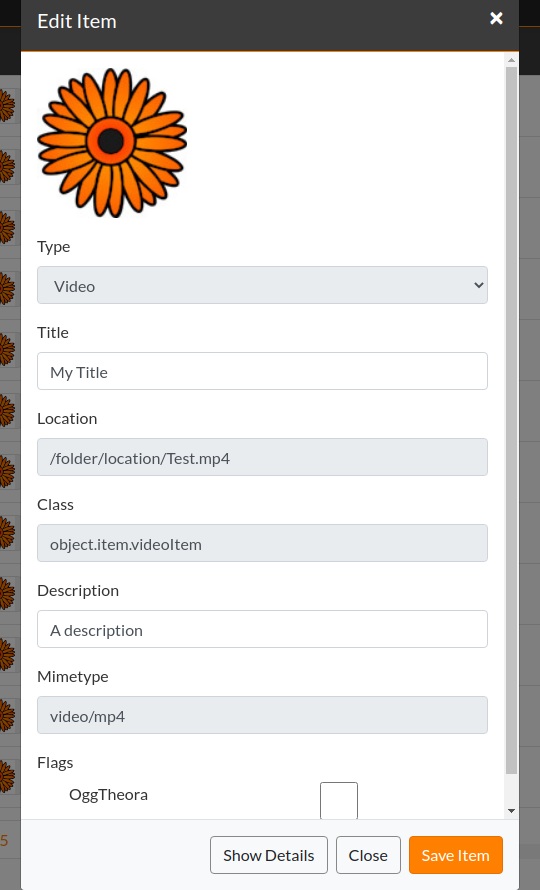 Edit Item
×
Type
Video
Title
My Title
Location
/folder/location/Test.mp4
Class
object.item.videoItem
Description
A description
Mimetype
video/mp4
Flags
OggTheora
5
Show Details
Close
Save Item